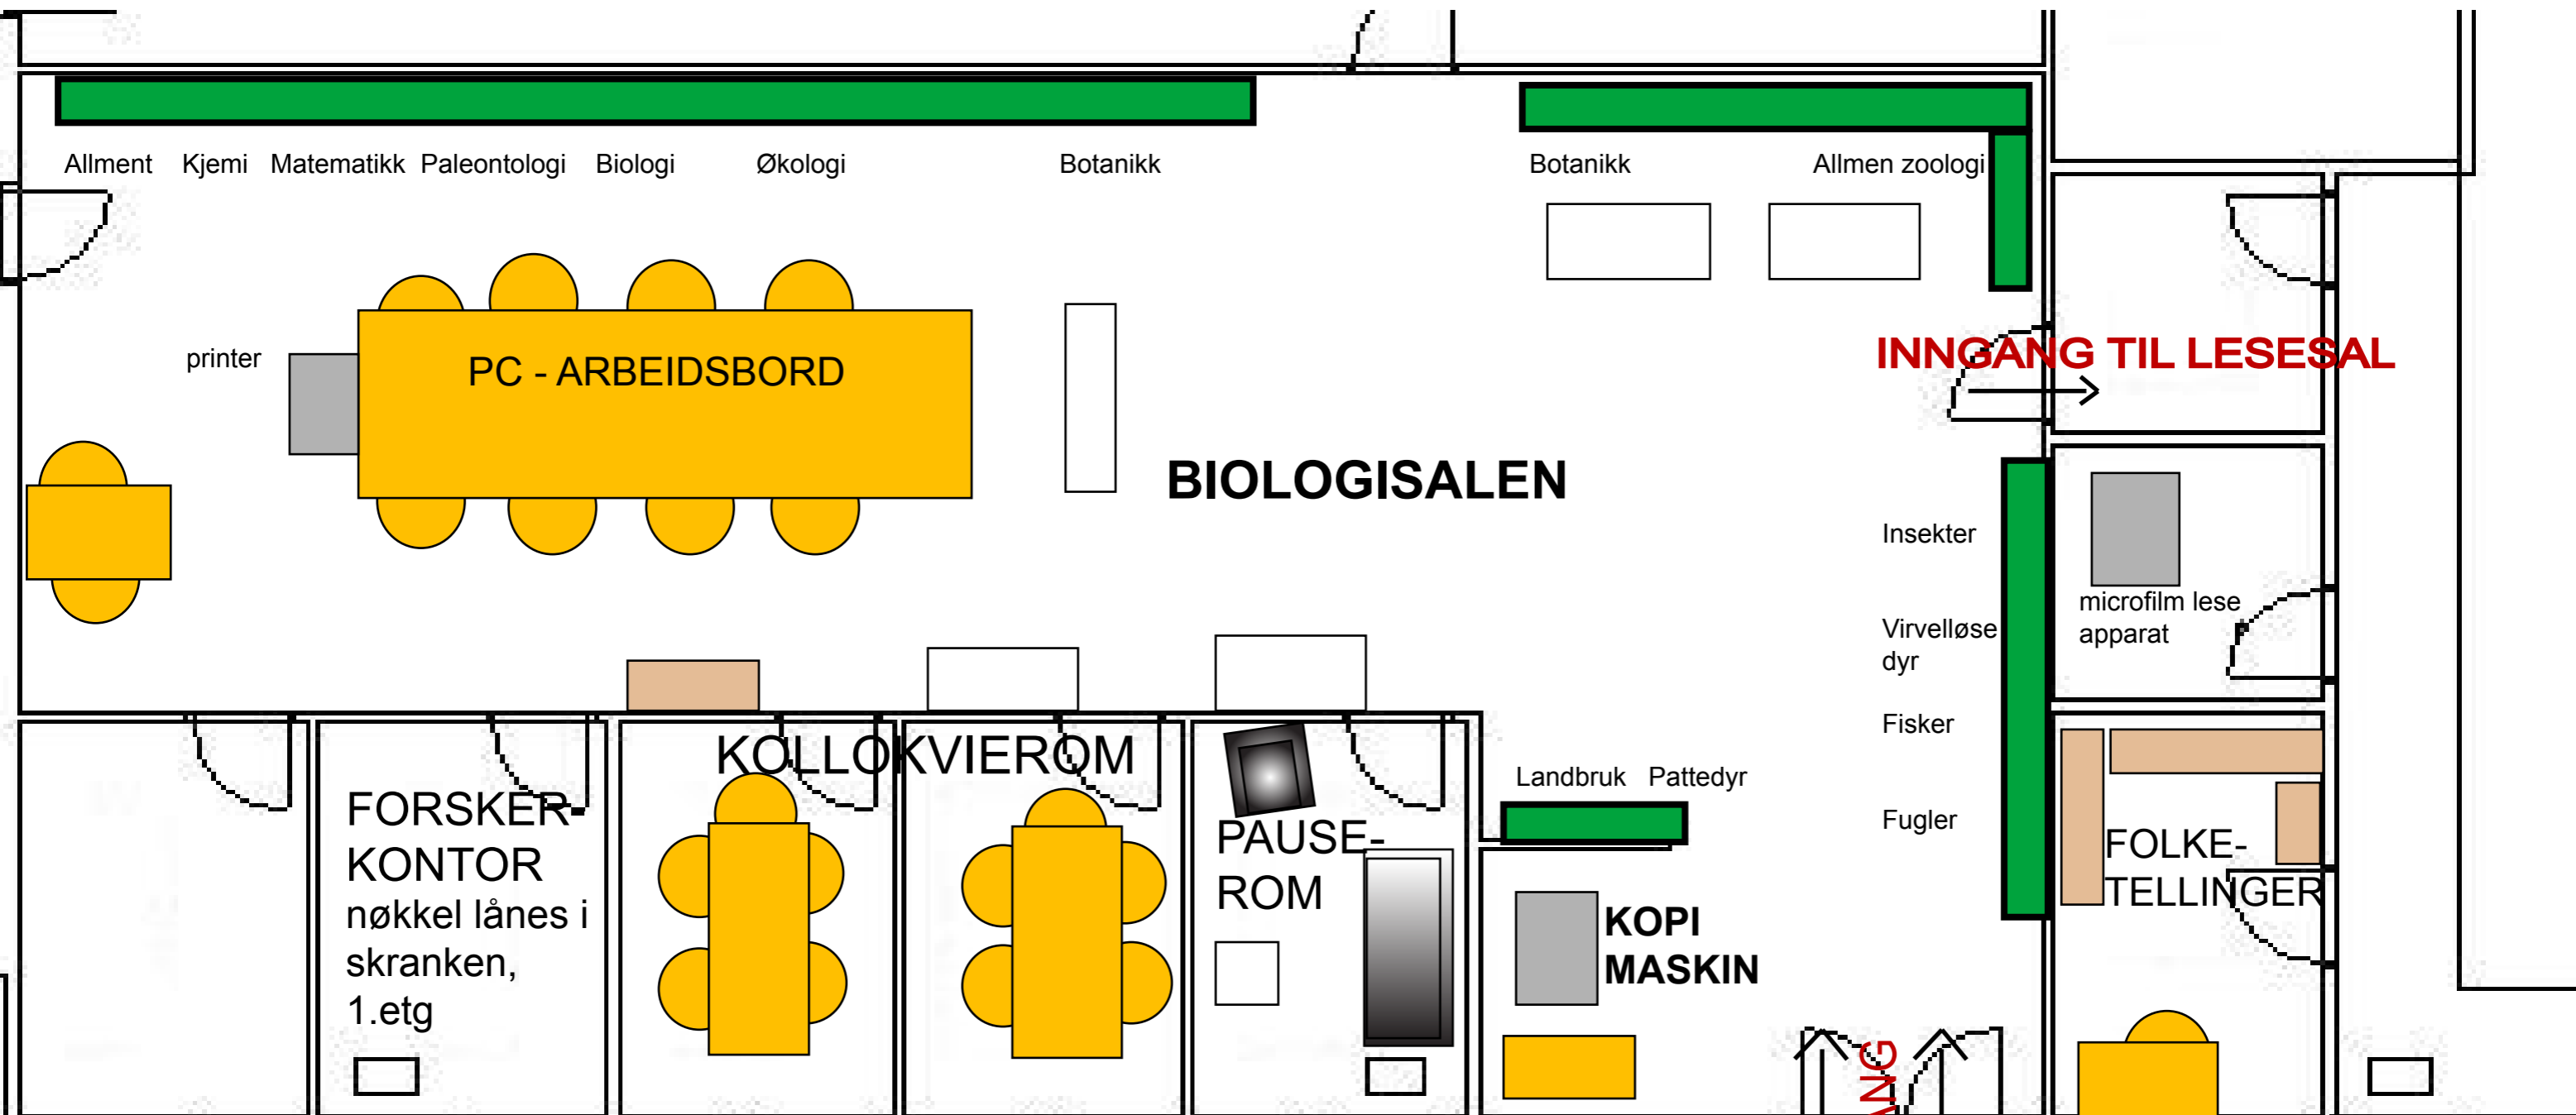 Allment Kjemi Matematikk Paleontologi Biologi Økologi Botanikk Botanikk Allmen zoologi
printer
PC - ARBEIDSBORD
INNGANG TIL LESESAL
BIOLOGISALEN
Insekter
Virvelløse
dyr
Fisker
Fugler
microfilm lese
apparat
KOLLOKVIEROM
FORSKER-
KONTOR
nøkkel lånes i
skranken,
1.etg
PAUSE-
ROM
Landbruk Pattedyr
KOPI
MASKIN
FOLKE-
TELLINGER
ANG